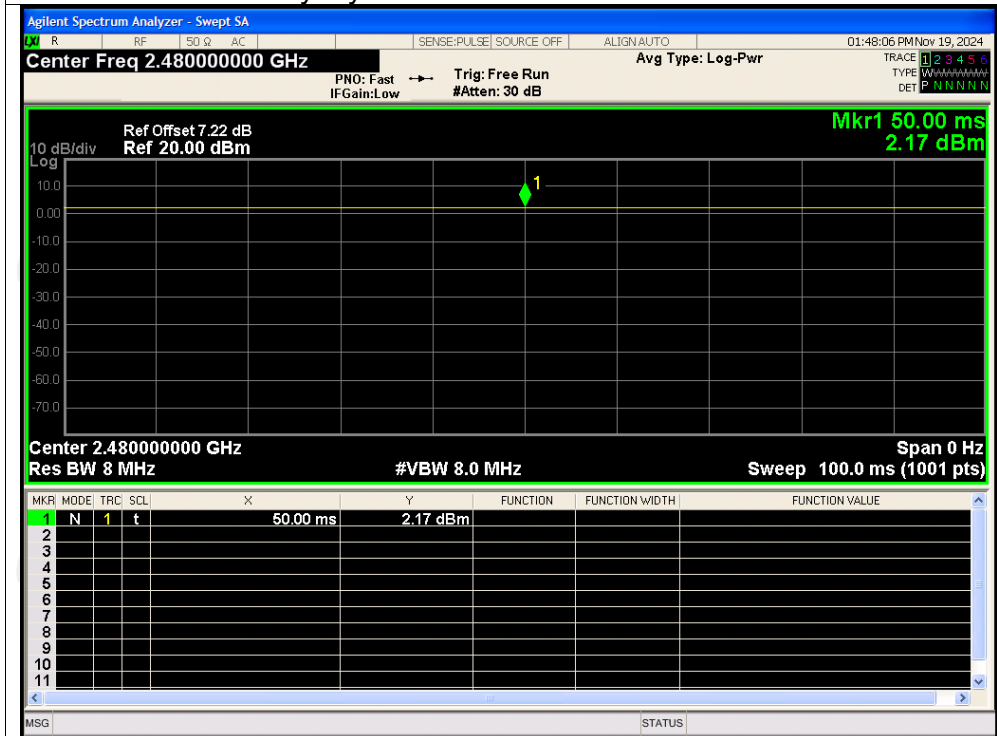 Agilent Spectrum Analyzer - Swept SA
LXI R RF 50 Ω AC SENSE:PULSE SOURCE OFF ALIGN AUTO 01:48:06 PM Nov 19, 2024
Center Freq 2.480000000 GHz Avg Type: Log-Pwr TRACE 1 2 3 4 5 6
PNO: Fast Trig: Free Run TYPE WWWWWW
IFGain:Low #Atten: 30 dB DET P N N N N N
Mkr1 50.00 ms
Ref Offset 7.22 dB
10 dB/div Ref 20.00 dBm 2.17 dBm
Log
10.0
1
0.00
-10.0
-20.0
-30.0
-40.0
-50.0
-60.0
-70.0
Center 2.480000000 GHz Span 0 Hz
Res BW 8 MHz #VBW 8.0 MHz Sweep 100.0 ms (1001 pts)
MKR MODE TRC SCL X Y FUNCTION FUNCTION WIDTH FUNCTION VALUE
1 N 1 t 50.00 ms 2.17 dBm
2
3
4
5
6
7
8
9
10
11
MSG STATUS